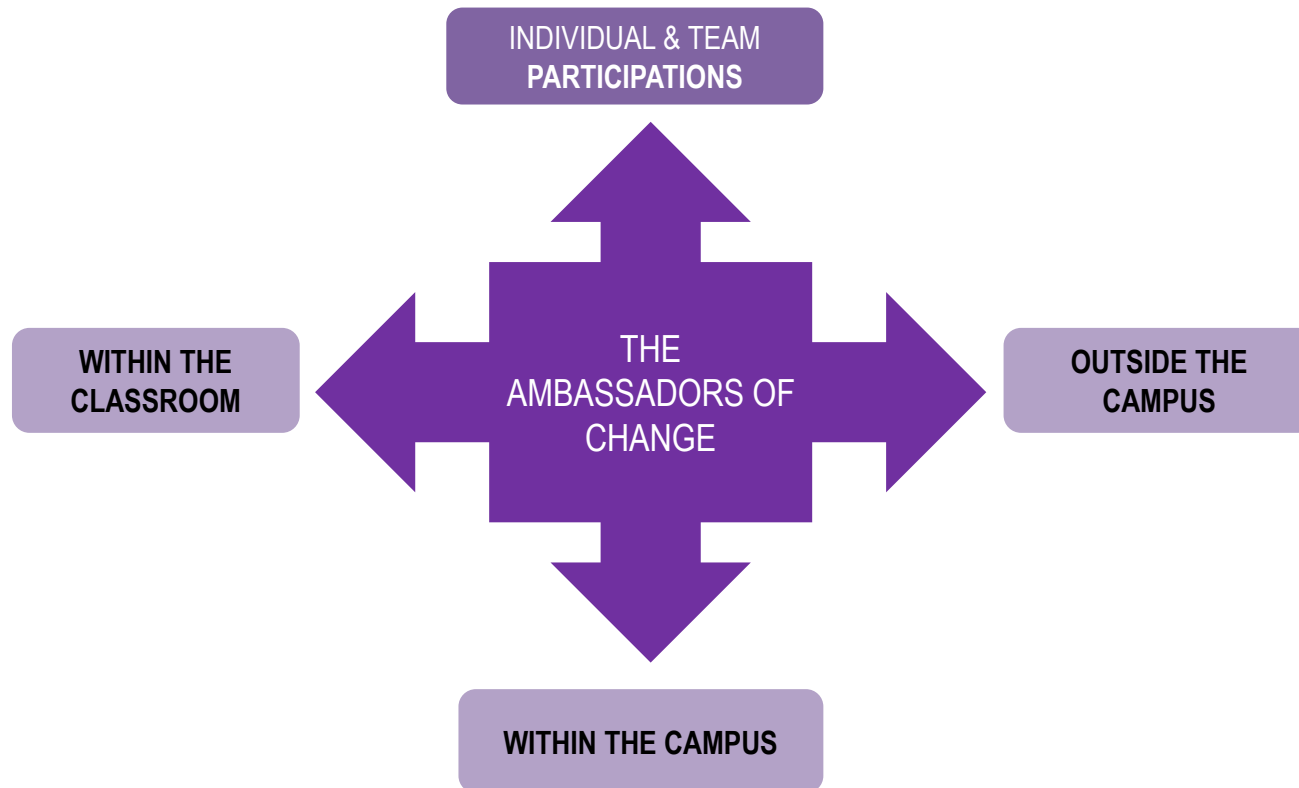 INDIVIDUAL & TEAM
PARTICIPATIONS
WITHIN THE
CLASSROOM
THE
AMBASSADORS OF
CHANGE
OUTSIDE THE
CAMPUS
WITHIN THE CAMPUS